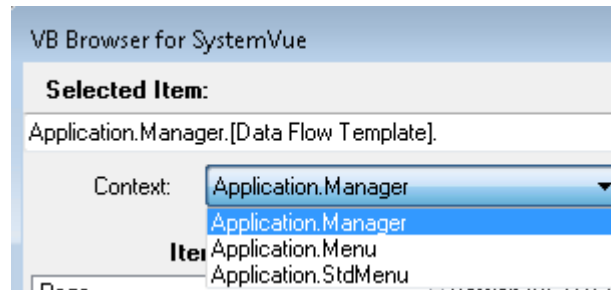 VB Browser for SystemVue
Selected Item:
Application.Manager.[Data Flow Template].
Context: Application.Manager
Application.Manager
Application.Menu
Application.StdMenu